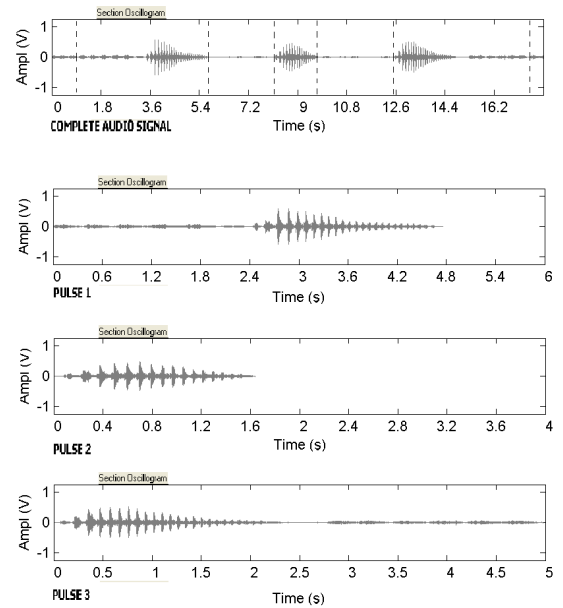 Section Oscillogram
1
0
-1
Ampl (V)
0 1.8 3.6 5.4 7.2 9 10.8 12.6 14.4 16.2
COMPLETE AUDIO SIGNAL
Time (s)
Section Oscillogram
1
0
-1
Ampl (V)
0 0.6 1.2 1.8 2.4 3 3.6 4.2 4.8 5.4 6
PULSE 1
Time (s)
Section Oscillogram
1
0
-1
Ampl (V)
0 0.4 0.8 1.2 1.6 2 2.4 2.8 3.2 3.6 4
PULSE 2
Time (s)
Section Oscillogram
1
0
-1
Ampl (V)
0 0.5 1 1.5 2 2.5 3 3.5 4 4.5 5
PULSE 3
Time (s)